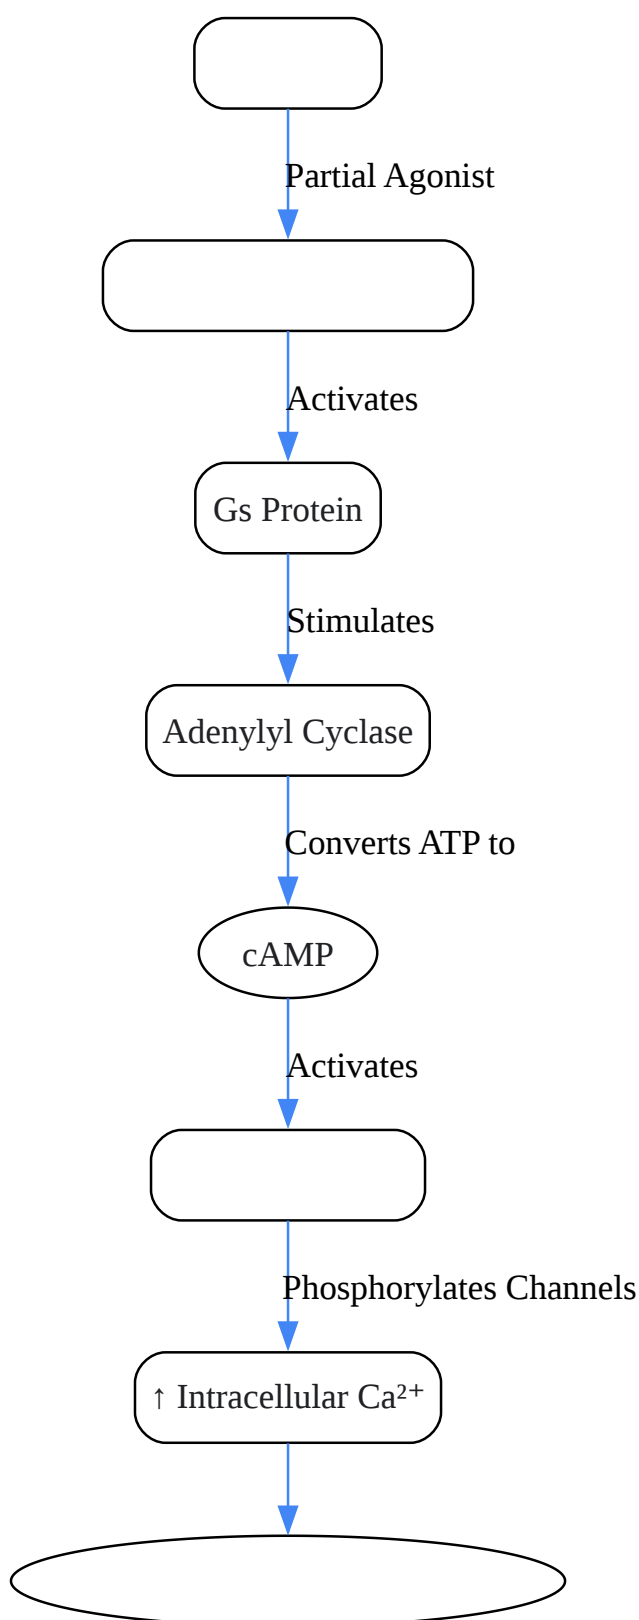 Partial Agonist
Activates
Gs Protein
Stimulates
Adenylyl Cyclase
Converts ATP to
cAMP
Activates
Phosphorylates Channels
↑ Intracellular Ca²⁺